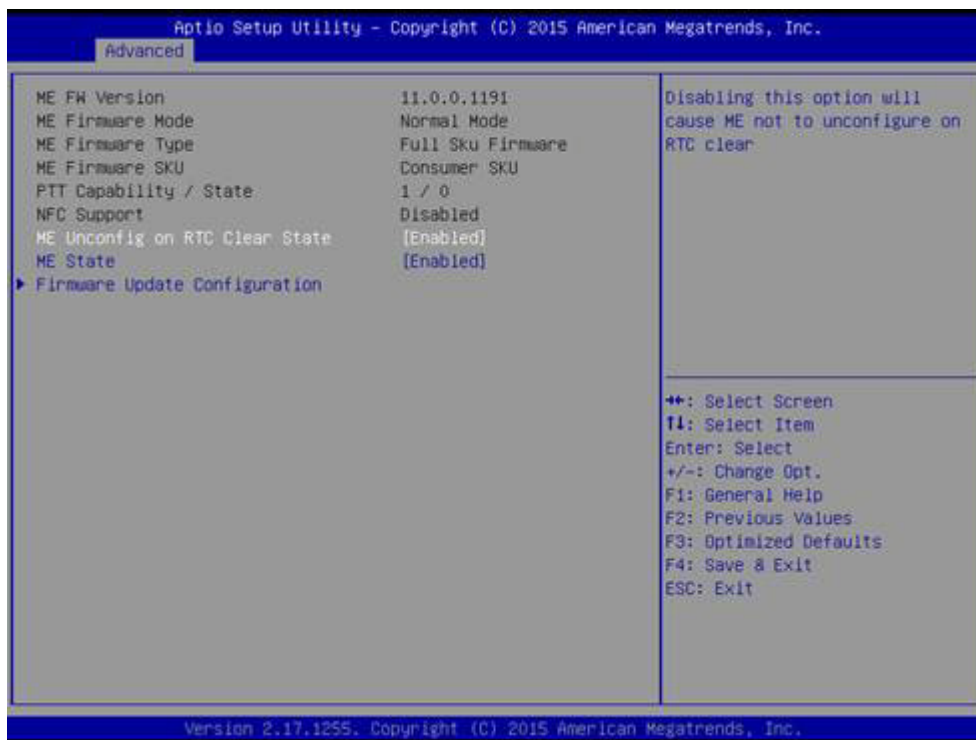 Aptio Setup Utility – Copyright (C) 2015 American Megatrends, Inc.
Advanced
ME FW Version 11.0.0.1191
ME Firmware Mode Normal Mode
ME Firmware Type Full Sku Firmware
ME Firmware SKU Consumer SKU
PTT Capability / State 1 / 0
NFC Support Disabled
ME Unconfig on RTC Clear State [Enabled]
ME State [Enabled]
Firmware Update Configuration
Disabling this option will
cause ME not to unconfigure on
RTC clear
→←: Select Screen
↑↓: Select Item
Enter: Select
+/-: Change Opt.
F1: General Help
F2: Previous Values
F3: Optimized Defaults
F4: Save & Exit
ESC: Exit
Version 2.17.1255. Copyright (C) 2015 American Megatrends, Inc.